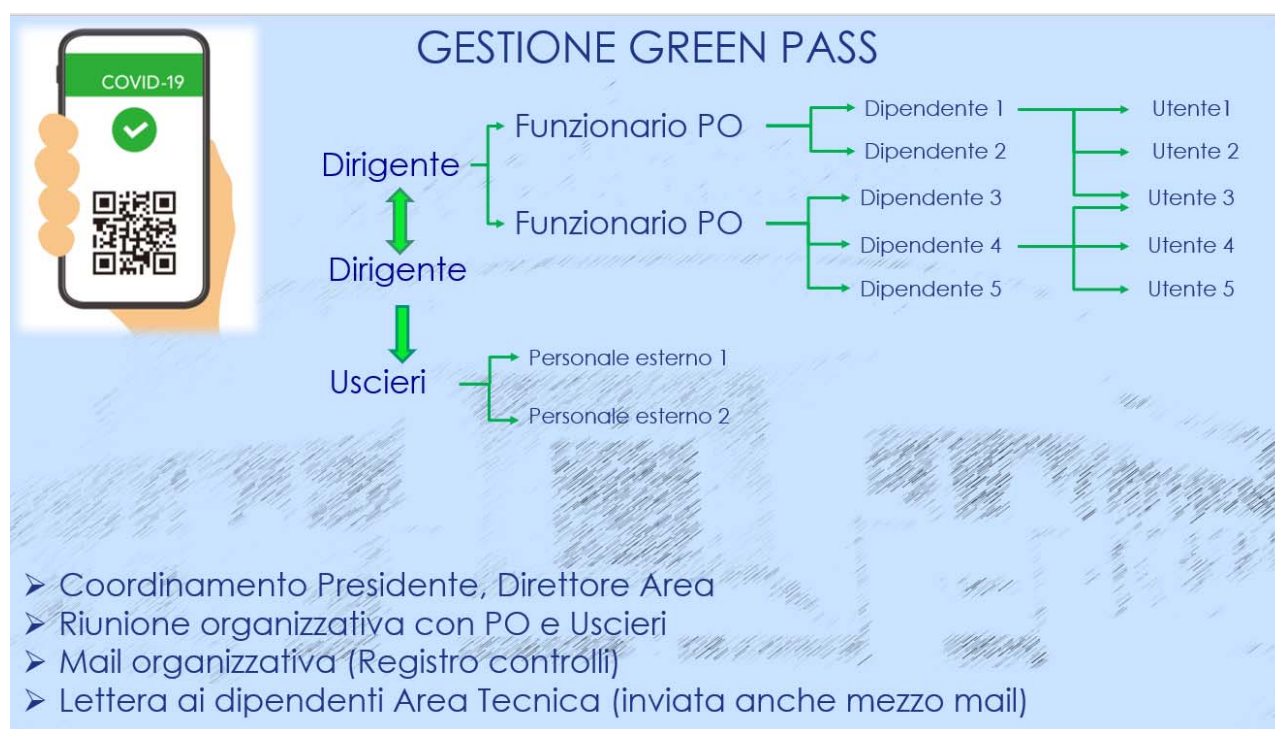 GESTIONE GREEN PASS
COVID-19
Dirigente
Funzionario PO
Dipendente 1
Utente1
Dipendente 2
Utente 2
Funzionario PO
Dipendente 3
Utente 3
Dipendente 4
Utente 4
Dipendente 5
Utente 5
Dirigente
Uscieri
Personale esterno 1
Personale esterno 2
➢ Coordinamento Presidente, Direttore Area
➢ Riunione organizzativa con PO e Uscieri
➢ Mail organizzativa (Registro controlli)
➢ Lettera ai dipendenti Area Tecnica (inviata anche mezzo mail)